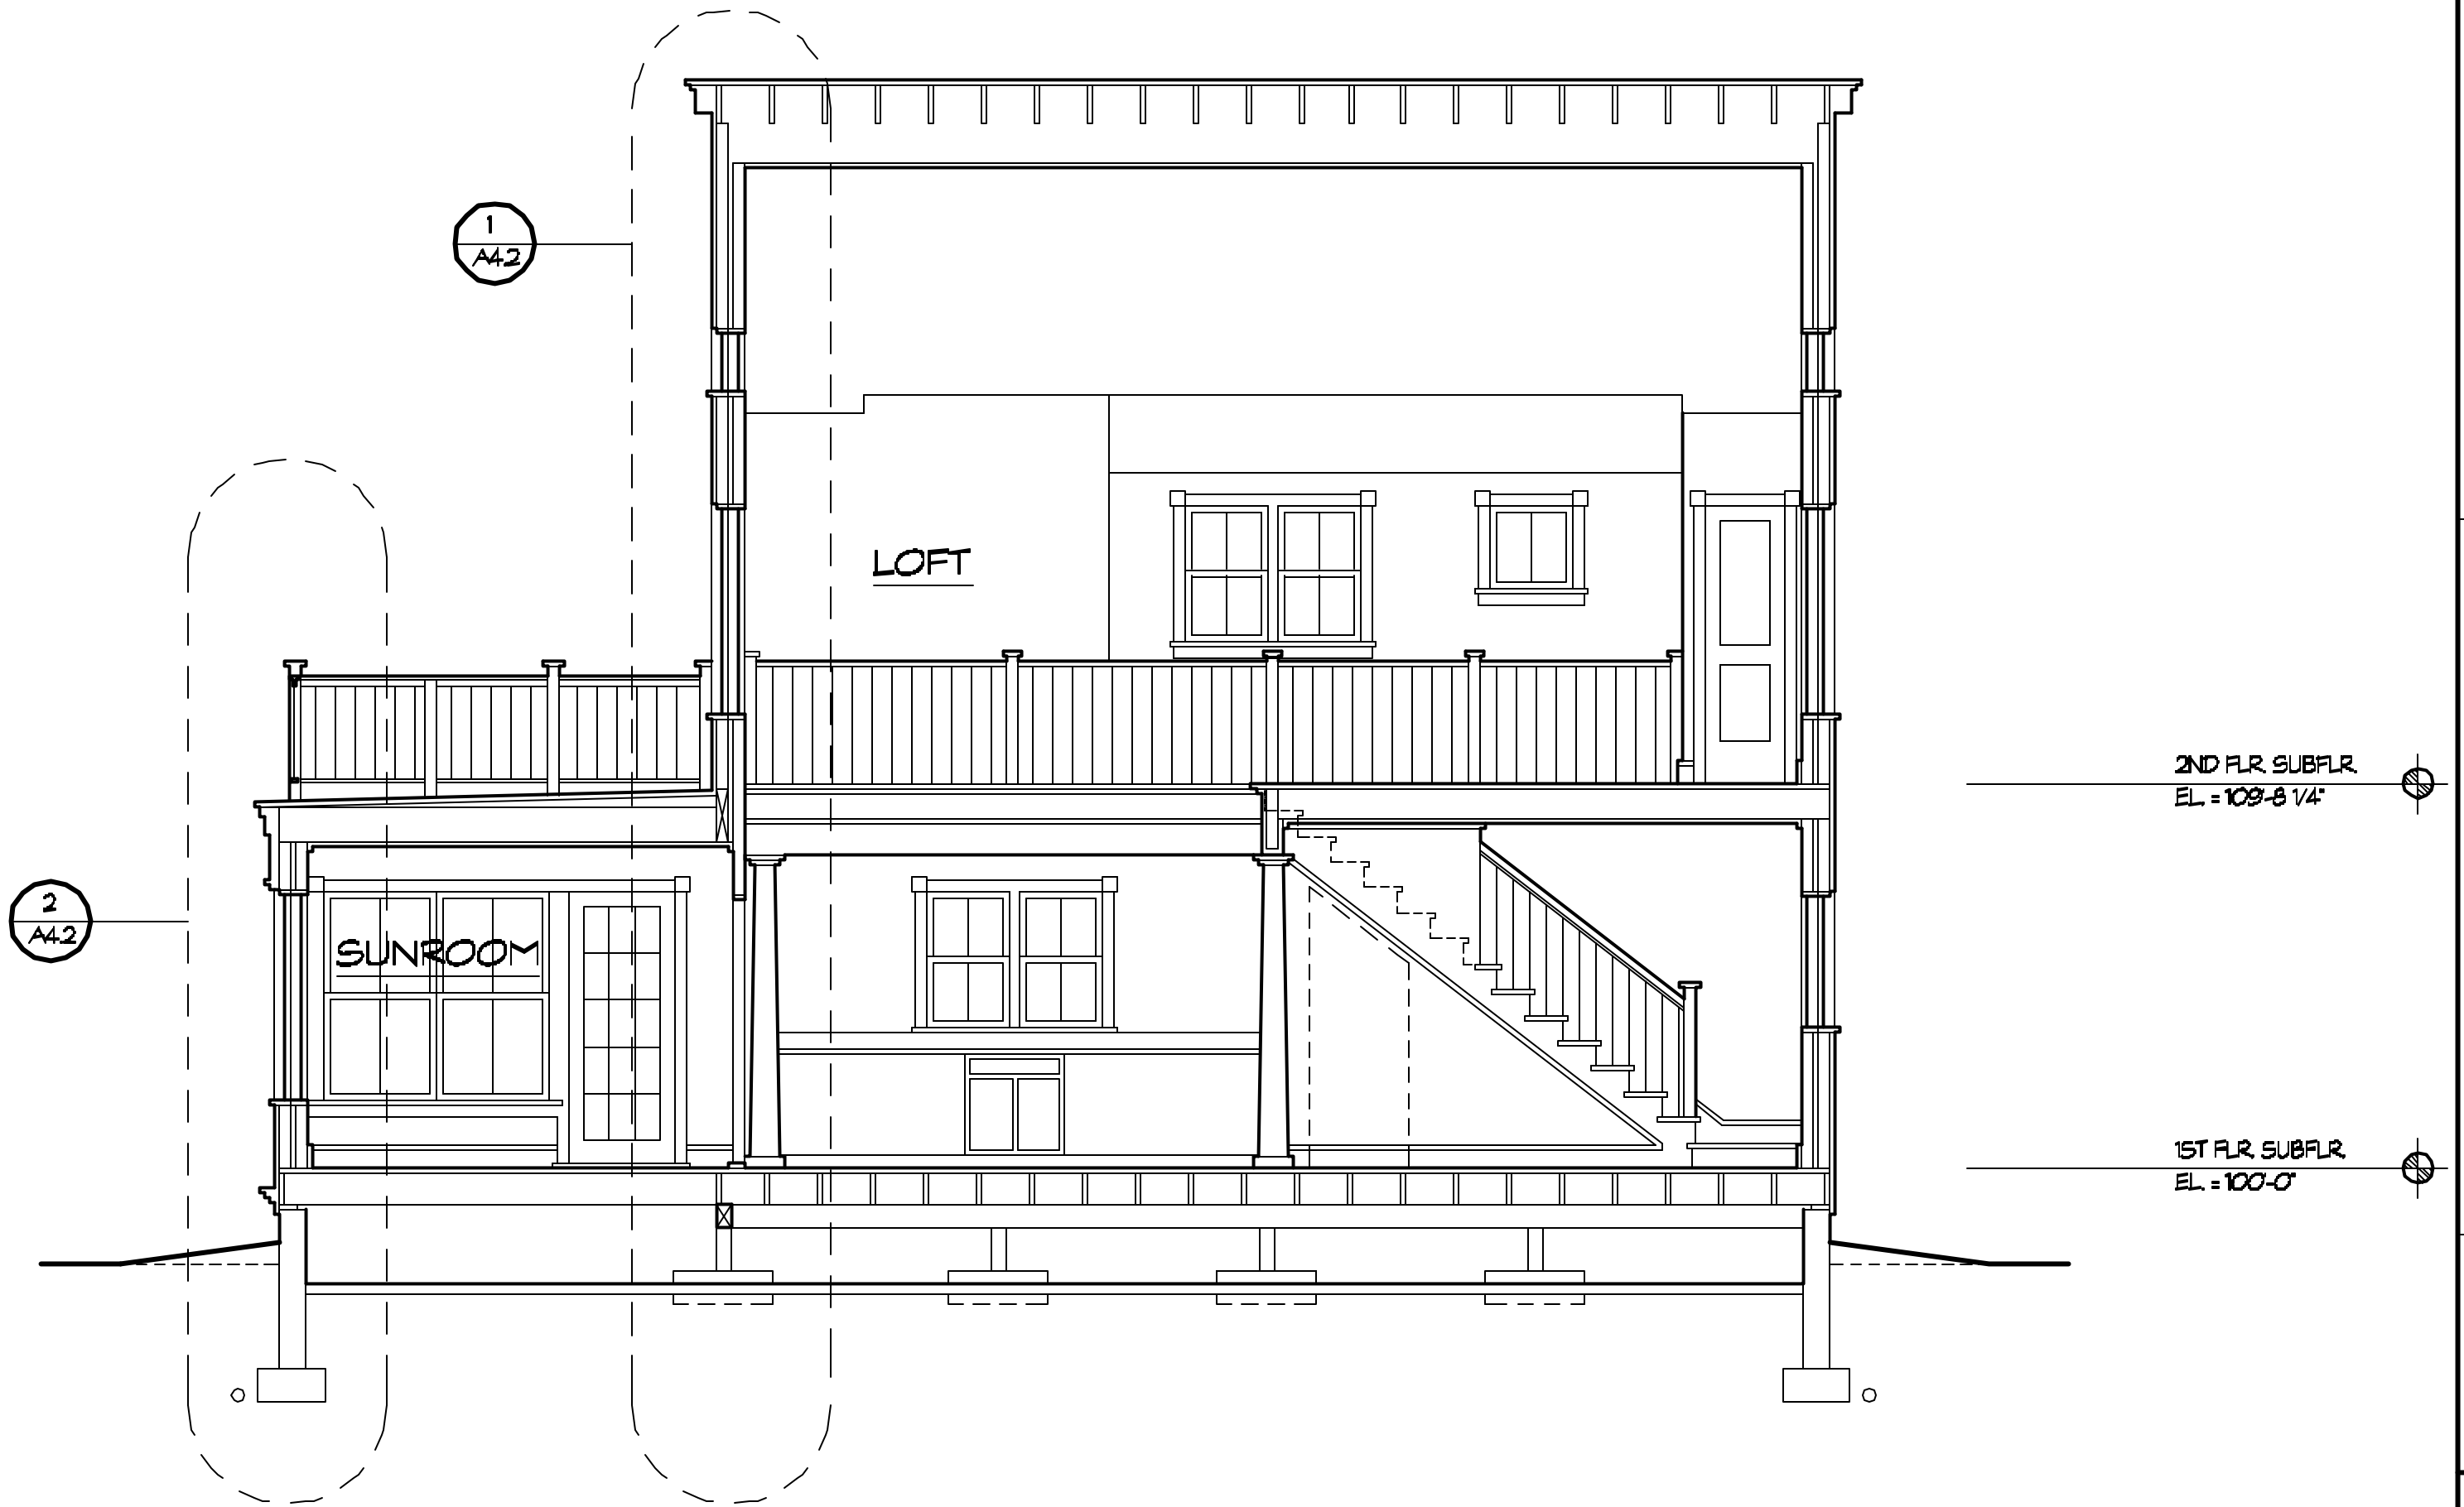 1
A4.2
LOFT
2ND FLR. SUBFLR.
EL. = 109'-8 1/4"
2
A4.2
SUNROOM
1ST FLR. SUBFLR.
EL. = 100'-0"